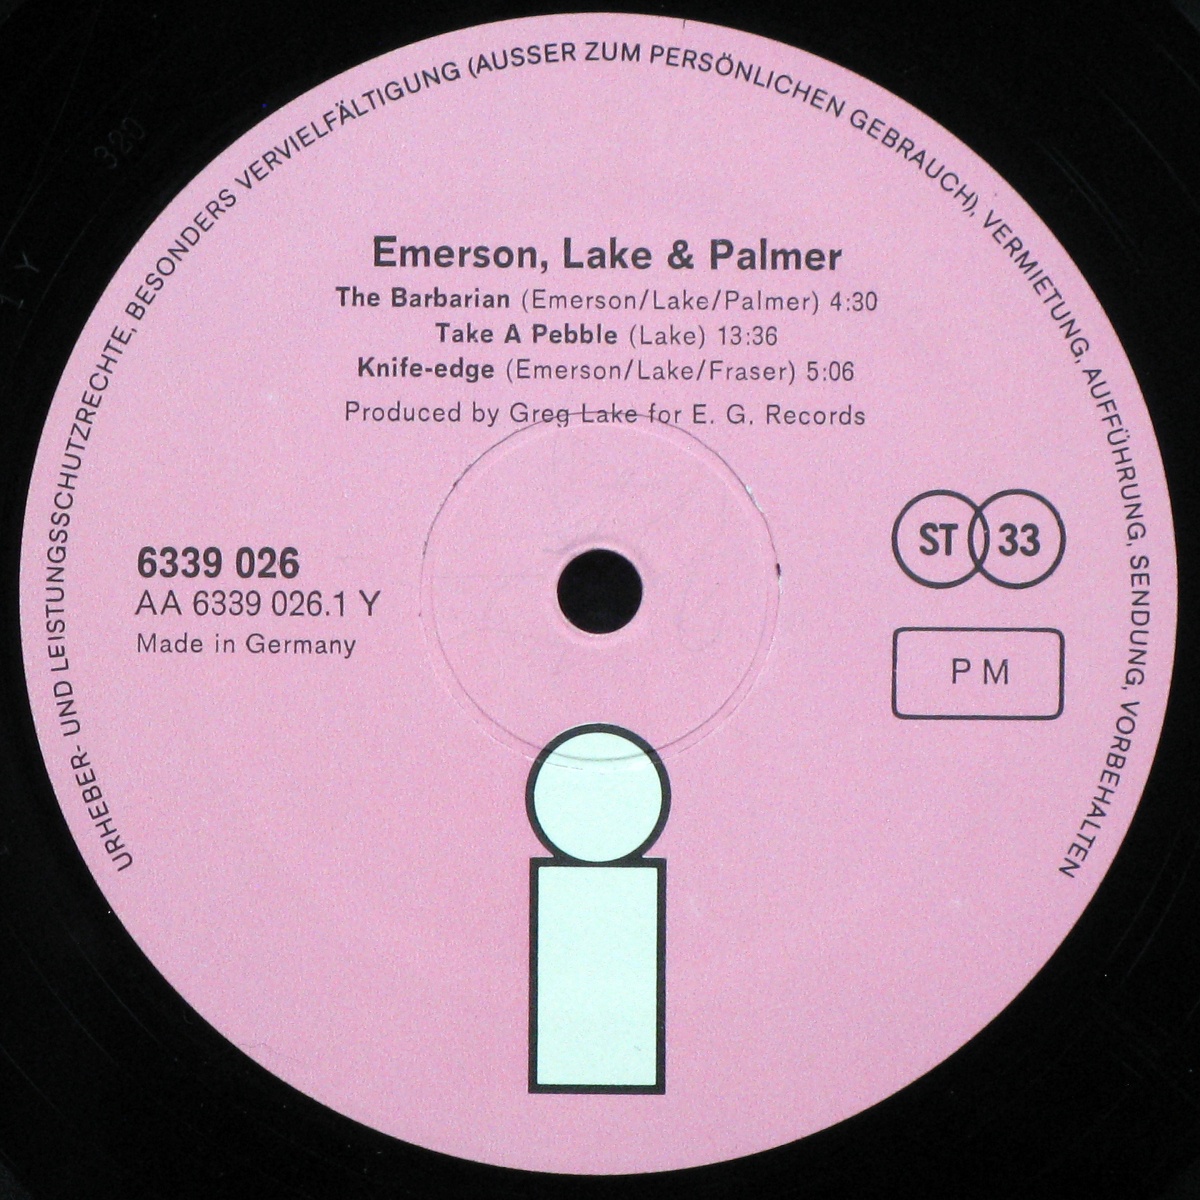 URHEBER- UND LEISTUNGSSCHUTZRECHTE, BESONDERS VERVIELFÄLTIGUNG (AUSSER ZUM PERSÖNLICHEN GEBRAUCH), VERMIETUNG, AUFFÜHRUNG, SENDUNG, VORBEHALTEN
Emerson, Lake & Palmer
The Barbarian (Emerson/Lake/Palmer) 4:30
Take A Pebble (Lake) 13:36
Knife-edge (Emerson/Lake/Fraser) 5:06
Produced by Greg Lake for E. G. Records
6339 026
AA 6339 026.1 Y
Made in Germany
ST 33
P M
320
Y